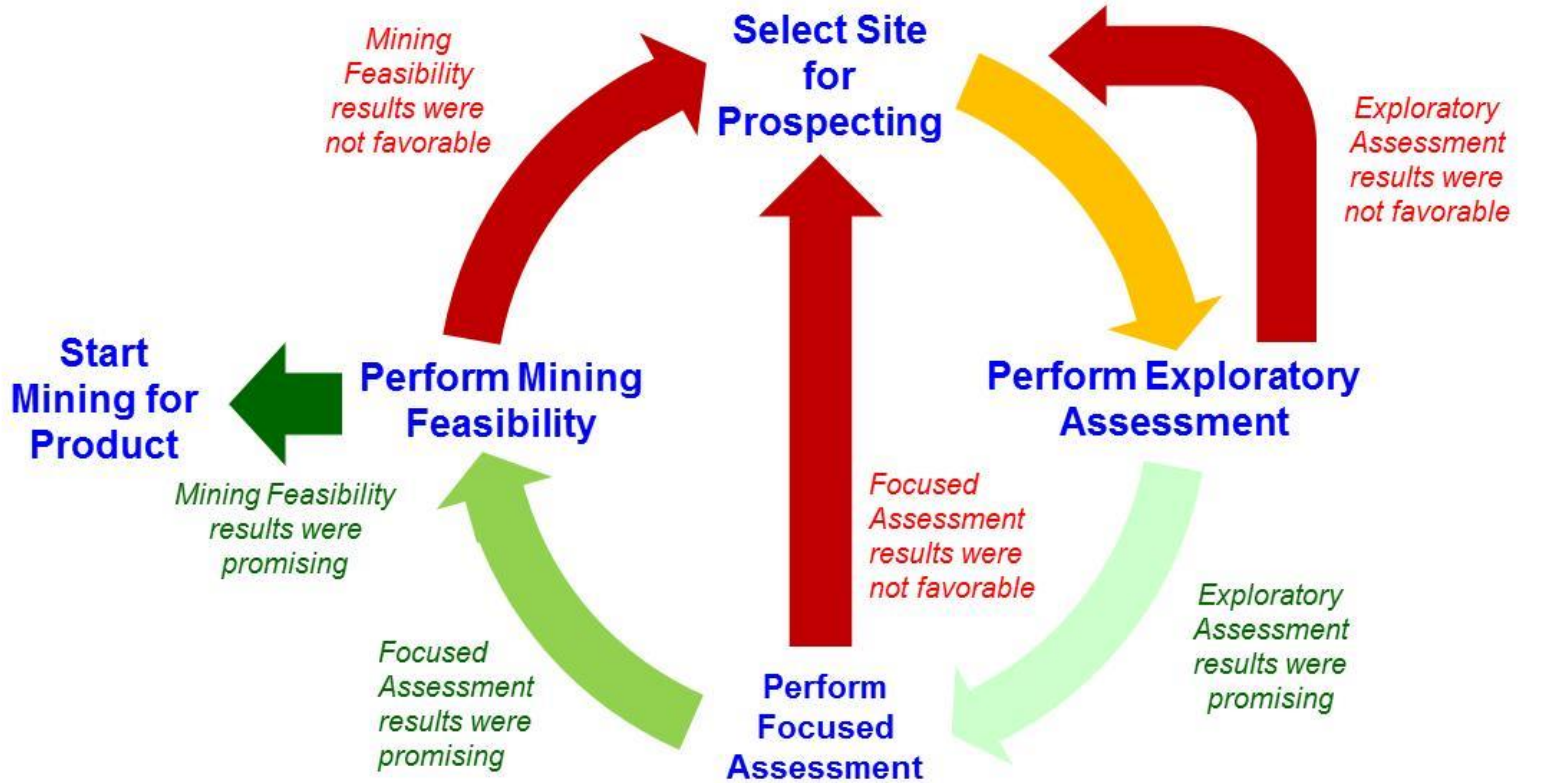 Select Site
for
Prospecting
Mining
Feasibility
results were
not favorable
Exploratory
Assessment
results were
not favorable
Start
Mining for
Product
Perform Mining
Feasibility
Perform Exploratory
Assessment
Mining Feasibility
results were
promising
Focused
Assessment
results were
not favorable
Exploratory
Assessment
results were
promising
Focused
Assessment
results were
promising
Perform
Focused
Assessment